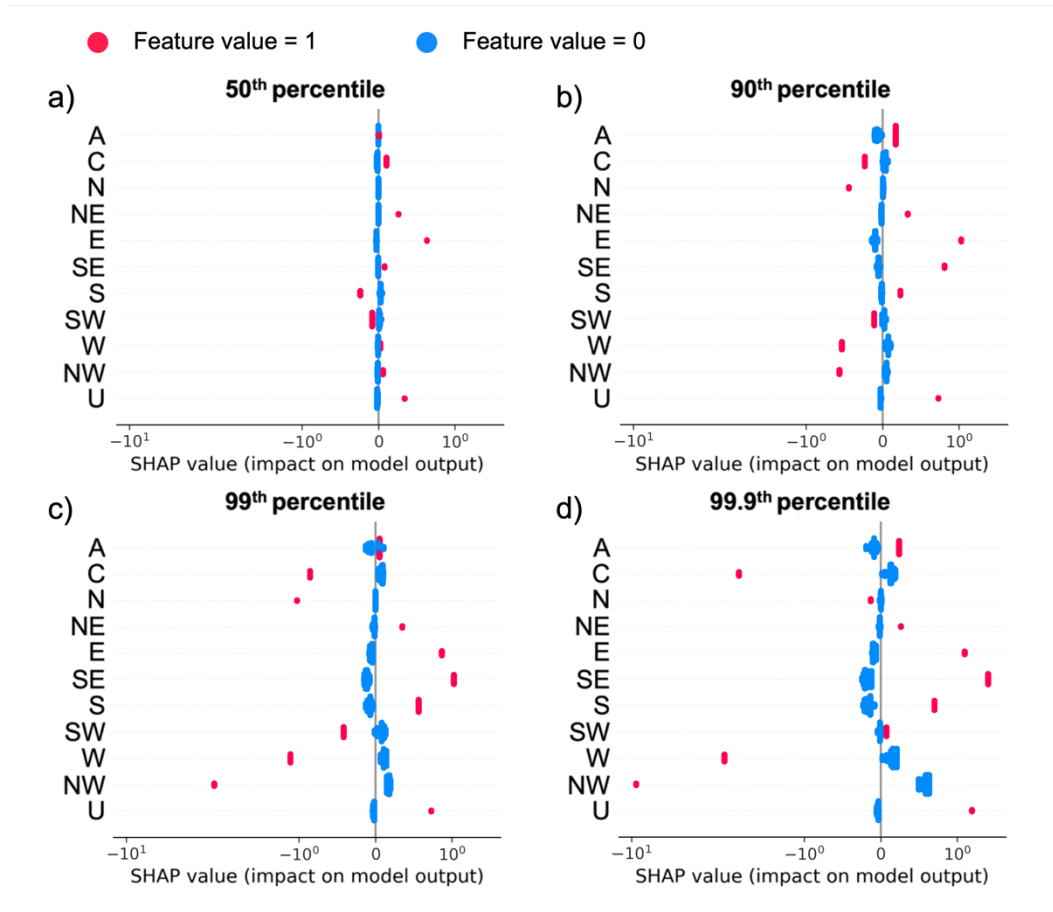 Feature value = 1 Feature value = 0
a) 50th percentile
A
C
N
NE
E
SE
S
SW
W
NW
U
−10¹ −10⁰ 0 10⁰
SHAP value (impact on model output)
b) 90th percentile
A
C
N
NE
E
SE
S
SW
W
NW
U
−10¹ −10⁰ 0 10⁰
SHAP value (impact on model output)
c) 99th percentile
A
C
N
NE
E
SE
S
SW
W
NW
U
−10¹ −10⁰ 0 10⁰
SHAP value (impact on model output)
d) 99.9th percentile
A
C
N
NE
E
SE
S
SW
W
NW
U
−10¹ −10⁰ 0 10⁰
SHAP value (impact on model output)